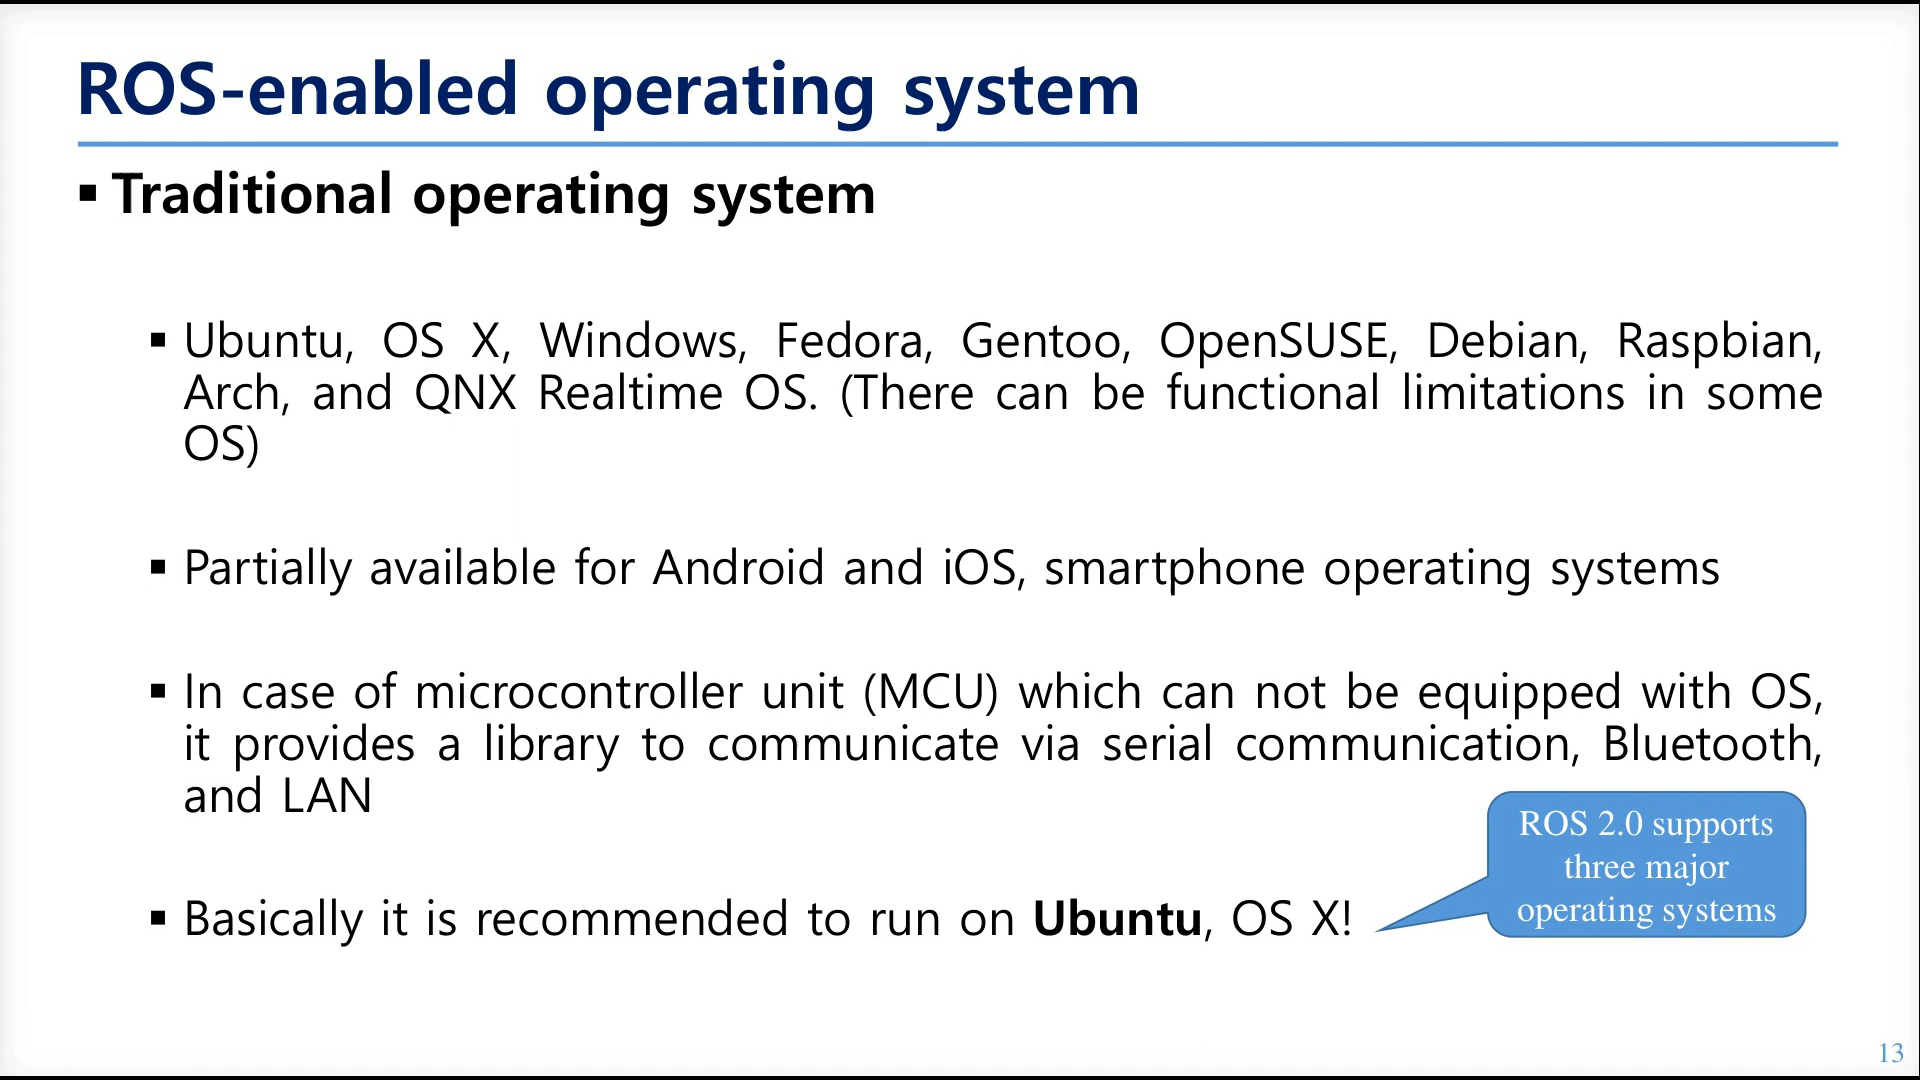 ROS-enabled operating system
▪ Traditional operating system
▪ Ubuntu, OS X, Windows, Fedora, Gentoo, OpenSUSE, Debian, Raspbian,
Arch, and QNX Realtime OS. (There can be functional limitations in some
OS)
▪ Partially available for Android and iOS, smartphone operating systems
▪ In case of microcontroller unit (MCU) which can not be equipped with OS,
it provides a library to communicate via serial communication, Bluetooth,
and LAN
▪ Basically it is recommended to run on Ubuntu, OS X!
ROS 2.0 supports
three major
operating systems
13